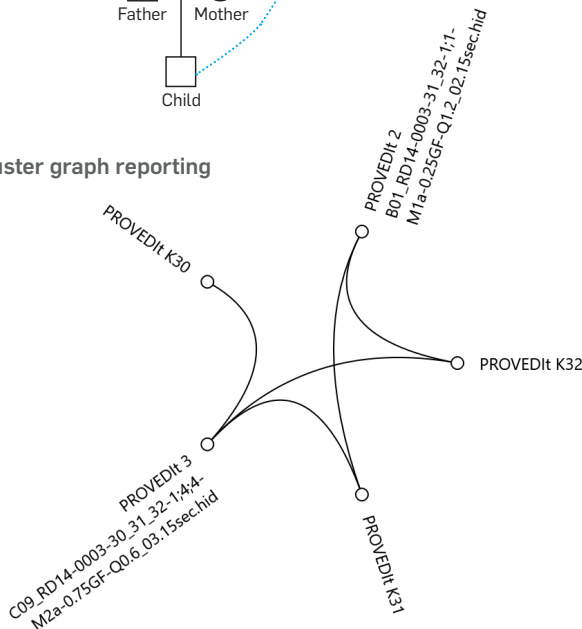 Father
Mother
Child
uster graph reporting
PROVEDIt 2
B01_RD14-0003-31_32-1;1-
M1a-0.25GF-Q1.2_02.15sec.hid
PROVEDIt K30
PROVEDIt K32
PROVEDIt 3
C09_RD14-0003-30_31_32-1;4;4-
M2a-0.75GF-Q0.6_03.15sec.hid
PROVEDIt K31